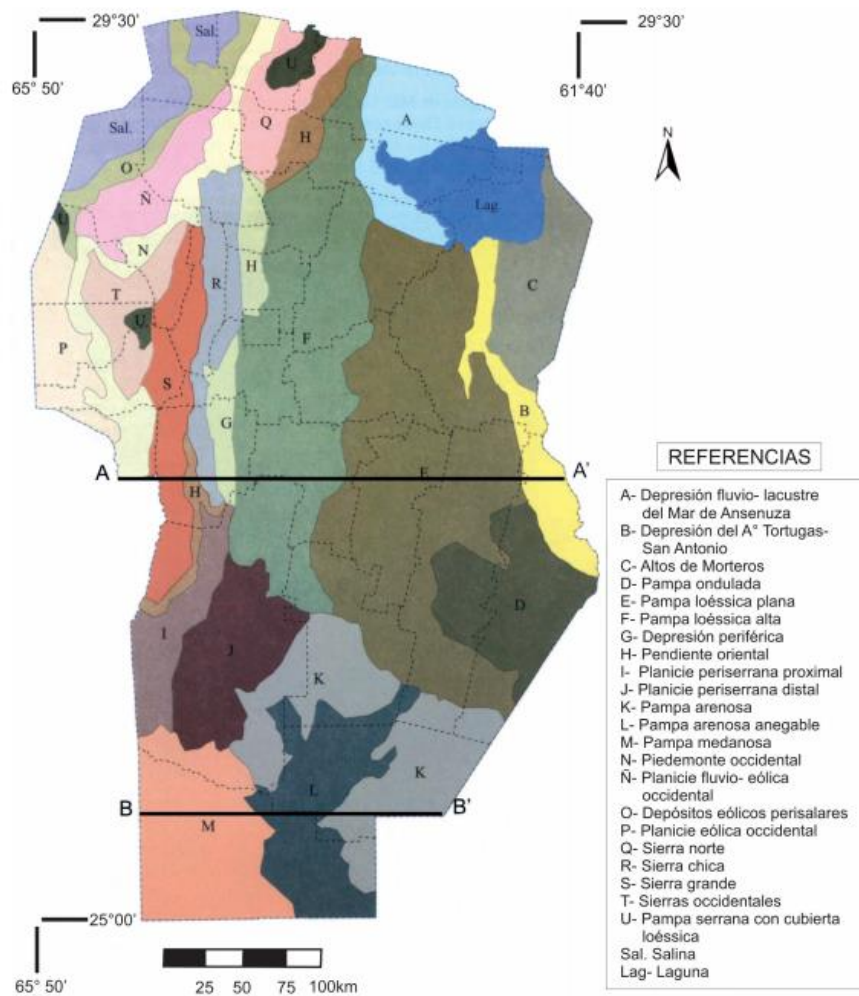 29°30'
65° 50'
29°30'
61°40'
N
Sal.
U
Sal.
Q
H
A
O
Ñ
Lag.
U
N
H
R
C
T
U
P
F
S
B
G
A
E
A'
H
D
I
J
K
L
K
B
B'
M
25°00'
65° 50'
25 50 75 100km
REFERENCIAS
A- Depresión fluvio- lacustre
del Mar de Ansenuza
B- Depresión del A° Tortugas-
San Antonio
C- Altos de Morteros
D- Pampa ondulada
E- Pampa loéssica plana
F- Pampa loéssica alta
G- Depresión periférica
H- Pendiente oriental
I- Planicie periserrana proximal
J- Planicie periserrana distal
K- Pampa arenosa
L- Pampa arenosa anegable
M- Pampa medanosa
N- Piedemonte occidental
Ñ- Planicie fluvio- eólica
occidental
O- Depósitos eólicos perisalares
P- Planicie eólica occidental
Q- Sierra norte
R- Sierra chica
S- Sierra grande
T- Sierras occidentales
U- Pampa serrana con cubierta
loéssica
Sal. Salina
Lag- Laguna